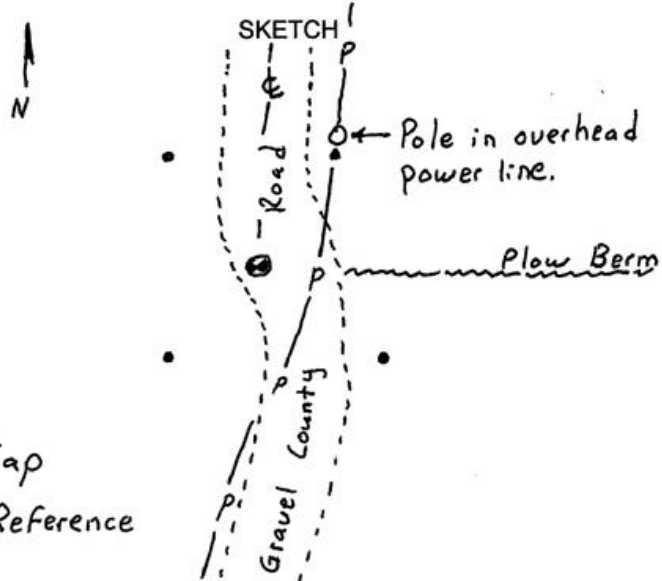 SKETCH
P
N
Pole in overhead
power line.
Road
P
Plow Berm
P
Gravel County
ap
P
Reference